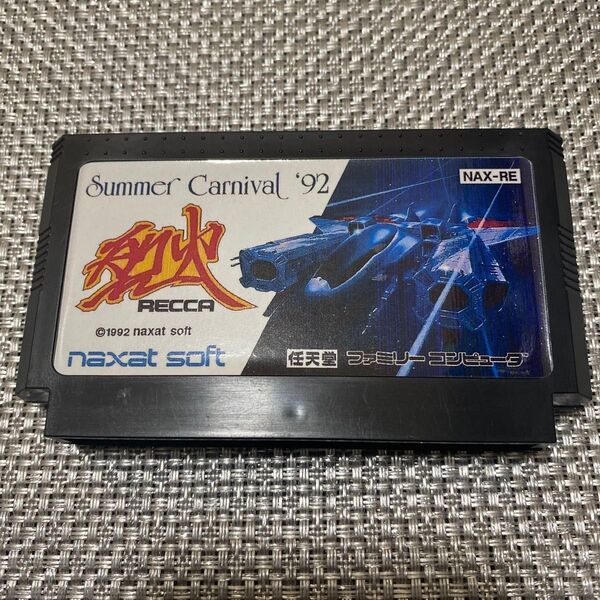 Summer Carnival '92
NAX-RE
烈火
RECCA
©1992 naxat soft
naxat soft
任天堂 ファミリーコンピュータ